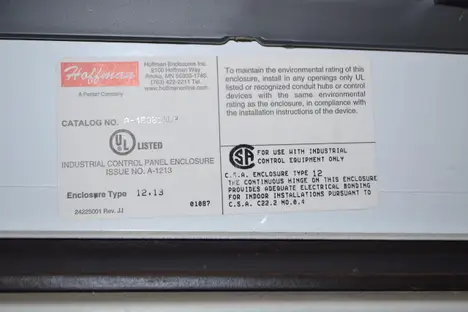 Hoffman
A Pentair Company
Hoffman Enclosures Inc.
2100 Hoffman Way
Anoka, MN 55303-1745
(763) 422-2211 Tel.
www.hoffmanonline.com
CATALOG NO.
UL
LISTED
INDUSTRIAL CONTROL PANEL ENCLOSURE
ISSUE NO. A-1213
Enclosure Type 12,13
01087
24225001 Rev. JJ
To maintain the environmental rating of this
enclosure, install in any openings only UL
listed or recognized conduit hubs or control
devices with the same environmental
rating as the enclosure, in compliance with
the installation instructions of the device.
FOR USE WITH INDUSTRIAL
CONTROL EQUIPMENT ONLY
C.S.A. ENCLOSURE TYPE 12
THE CONTINUOUS HINGE ON THIS ENCLOSURE
PROVIDES ADEQUATE ELECTRICAL BONDING
FOR INDOOR INSTALLATIONS PURSUANT TO
C.S.A. C22.2 NO.0.4